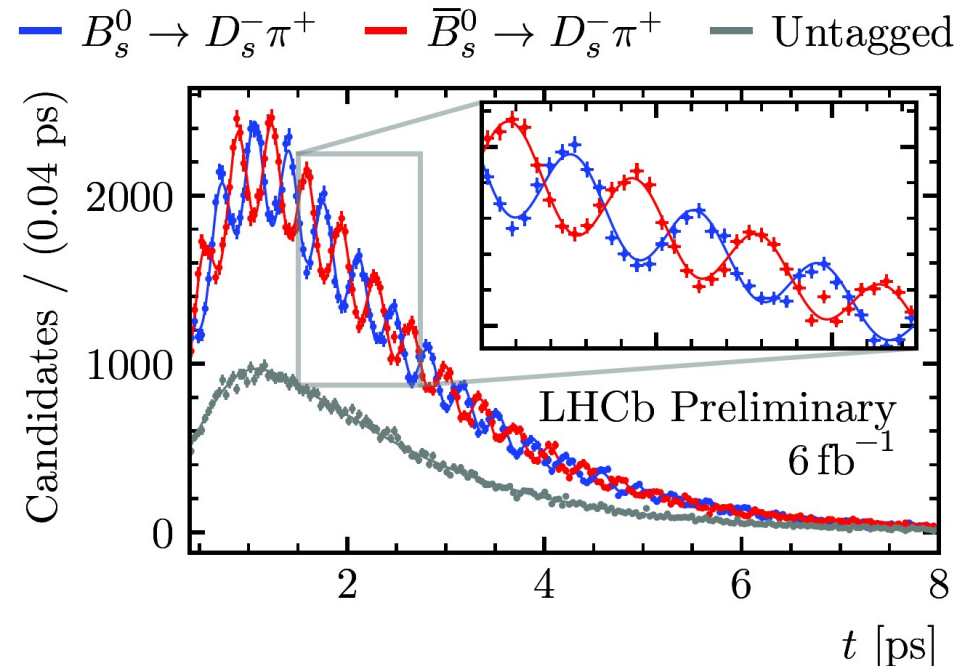 B_s^0 → D_s^- π^+ B̅_s^0 → D_s^- π^+ Untagged
Candidates / (0.04 ps)
2000
1000
0
LHCb Preliminary
6 fb⁻¹
2 4 6 8
t [ps]